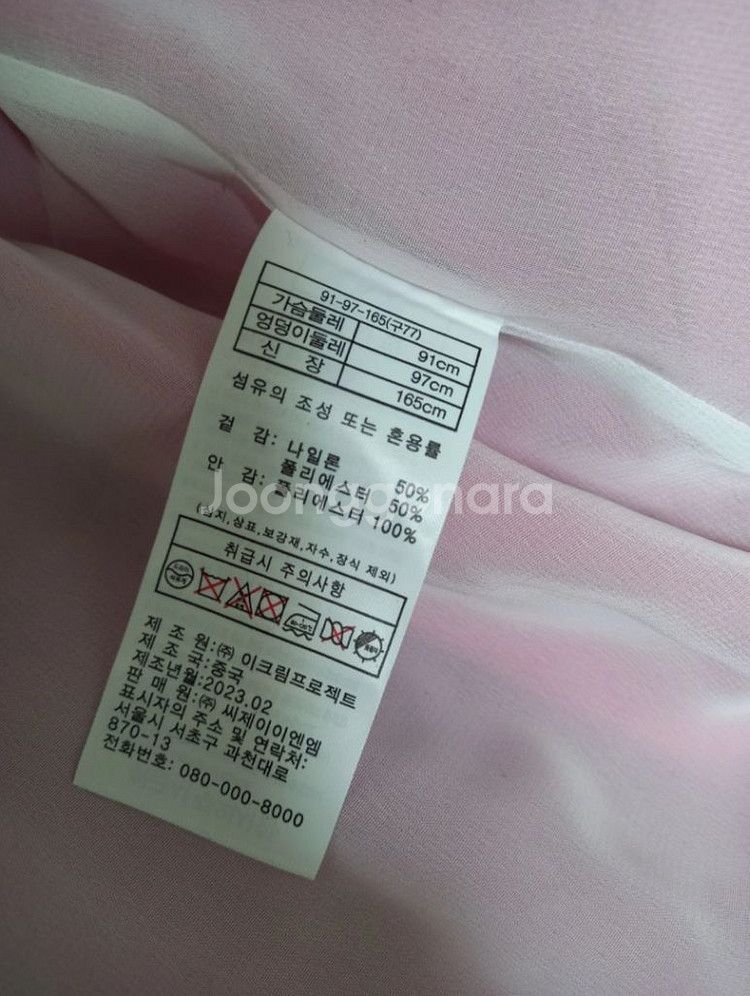 91-97-165(구77)
가슴둘레 91cm
엉덩이둘레 97cm
신 장 165cm
섬유의 조성 또는 혼용률
겉 감: 나일론 50%
폴리에스터 50%
안 감: 폴리에스터 100%
(심지,상표,보강재,자수,장식 제외)
취급시 주의사항
제 조 원:㈜ 이크림프로젝트
제 조 국:중국
제조년월:2023.02
판 매 원:㈜ 씨제이이엔엠
표시자의 주소 및 연락처:
서울시 서초구 과천대로
870-13
전화번호: 080-000-8000
Joonggonara